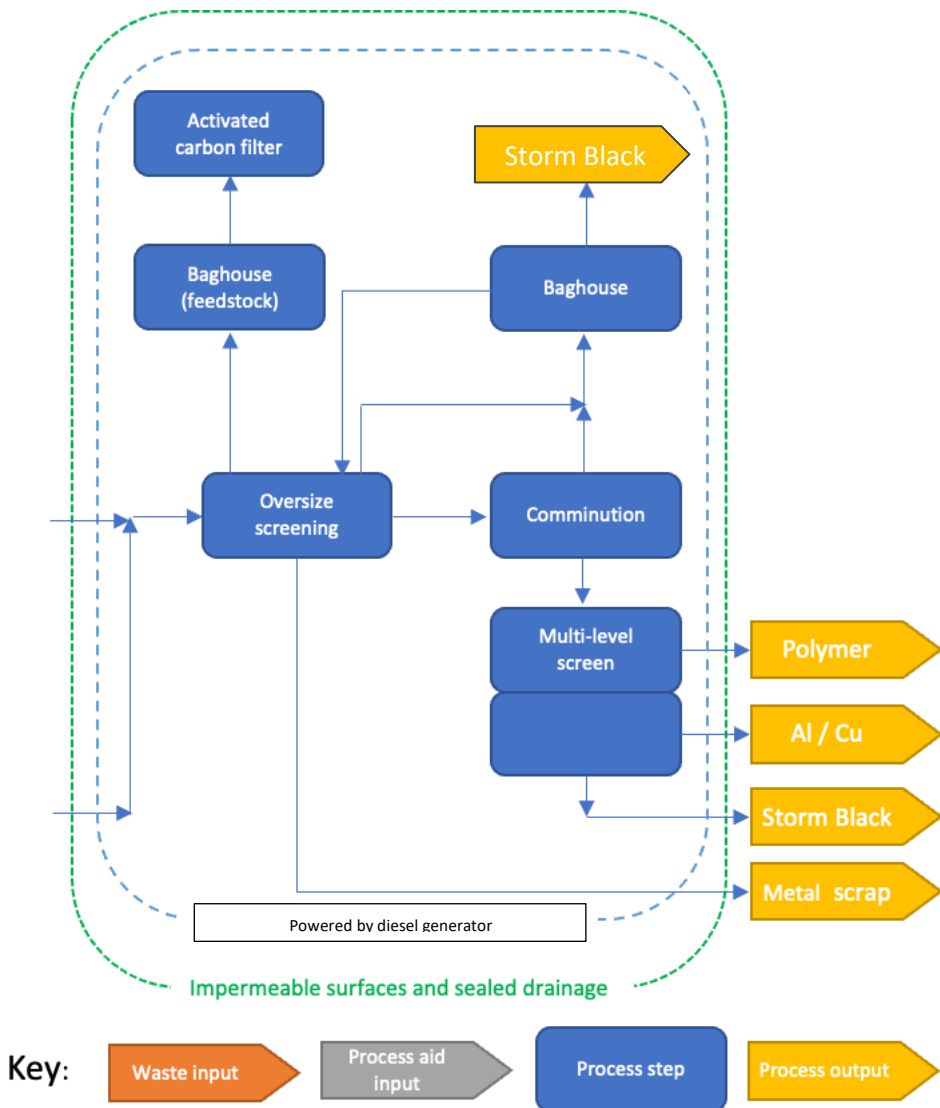 Activated
carbon filter
Storm Black
Baghouse
(feedstock)
Baghouse
Oversize
screening
Comminution
Multi-level
screen
Polymer
Al / Cu
Storm Black
Metal scrap
Powered by diesel generator
Impermeable surfaces and sealed drainage
Key:
Waste input
Process aid
input
Process step
Process output